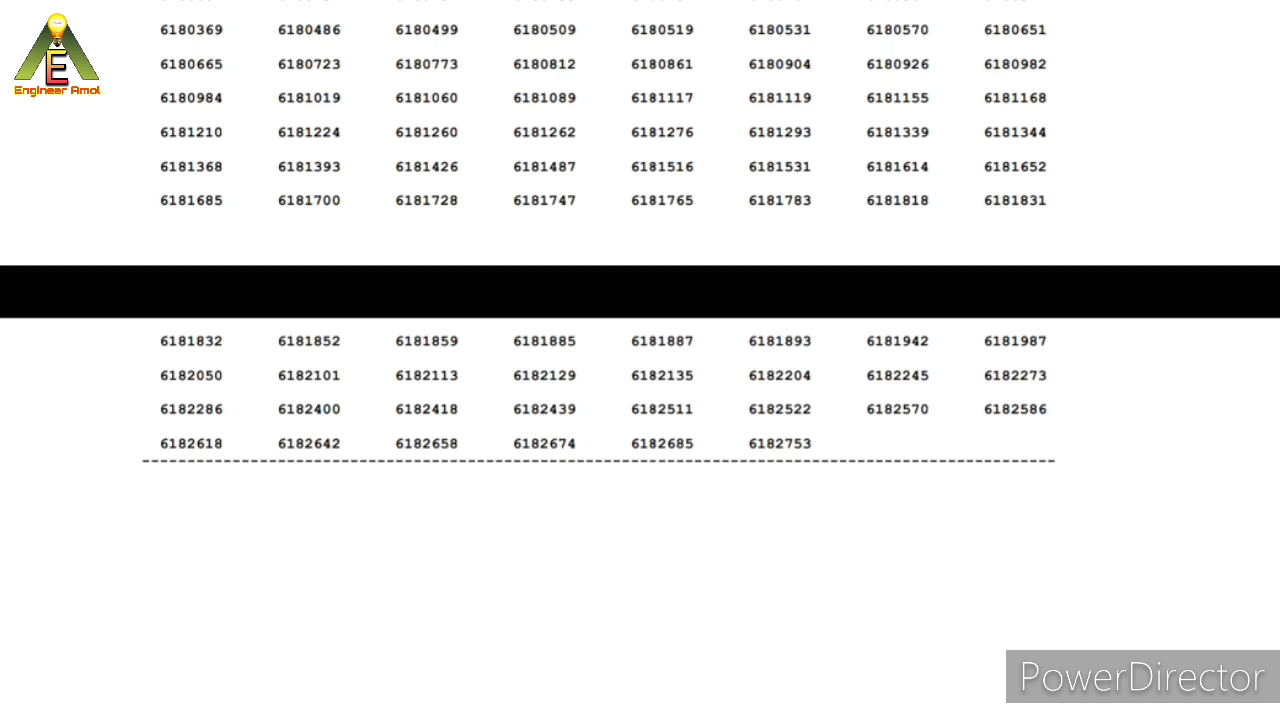 E
Engineer Amol
6180369 6180486 6180499 6180509 6180519 6180531 6180570 6180651
6180665 6180723 6180773 6180812 6180861 6180904 6180926 6180982
6180984 6181019 6181060 6181089 6181117 6181119 6181155 6181168
6181210 6181224 6181260 6181262 6181276 6181293 6181339 6181344
6181368 6181393 6181426 6181487 6181516 6181531 6181614 6181652
6181685 6181700 6181728 6181747 6181765 6181783 6181818 6181831
6181832 6181852 6181859 6181885 6181887 6181893 6181942 6181987
6182050 6182101 6182113 6182129 6182135 6182204 6182245 6182273
6182286 6182400 6182418 6182439 6182511 6182522 6182570 6182586
6182618 6182642 6182658 6182674 6182685 6182753
PowerDirector